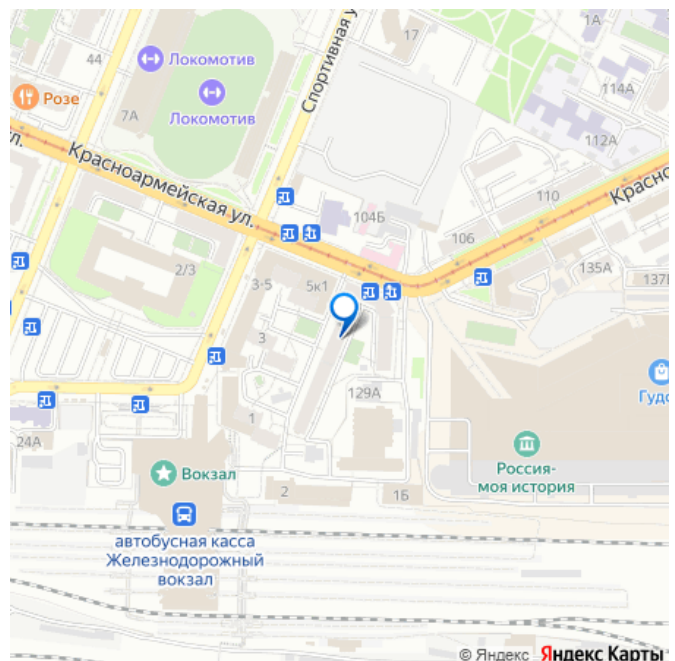 1А
17
44
Локомотив
Спортивная у
114А
Розе
Локомотив
7А
112А
ул.
Красноармейская ул.
110
Красно
104Б
106
2/3
135А
137
3-5
5к1
3
129А
Гудо
1
24А
Вокзал
Россия-
моя история
2
1Б
автобусная касса
Железнодорожный
вокзал
© Яндекс Яндекс Карты